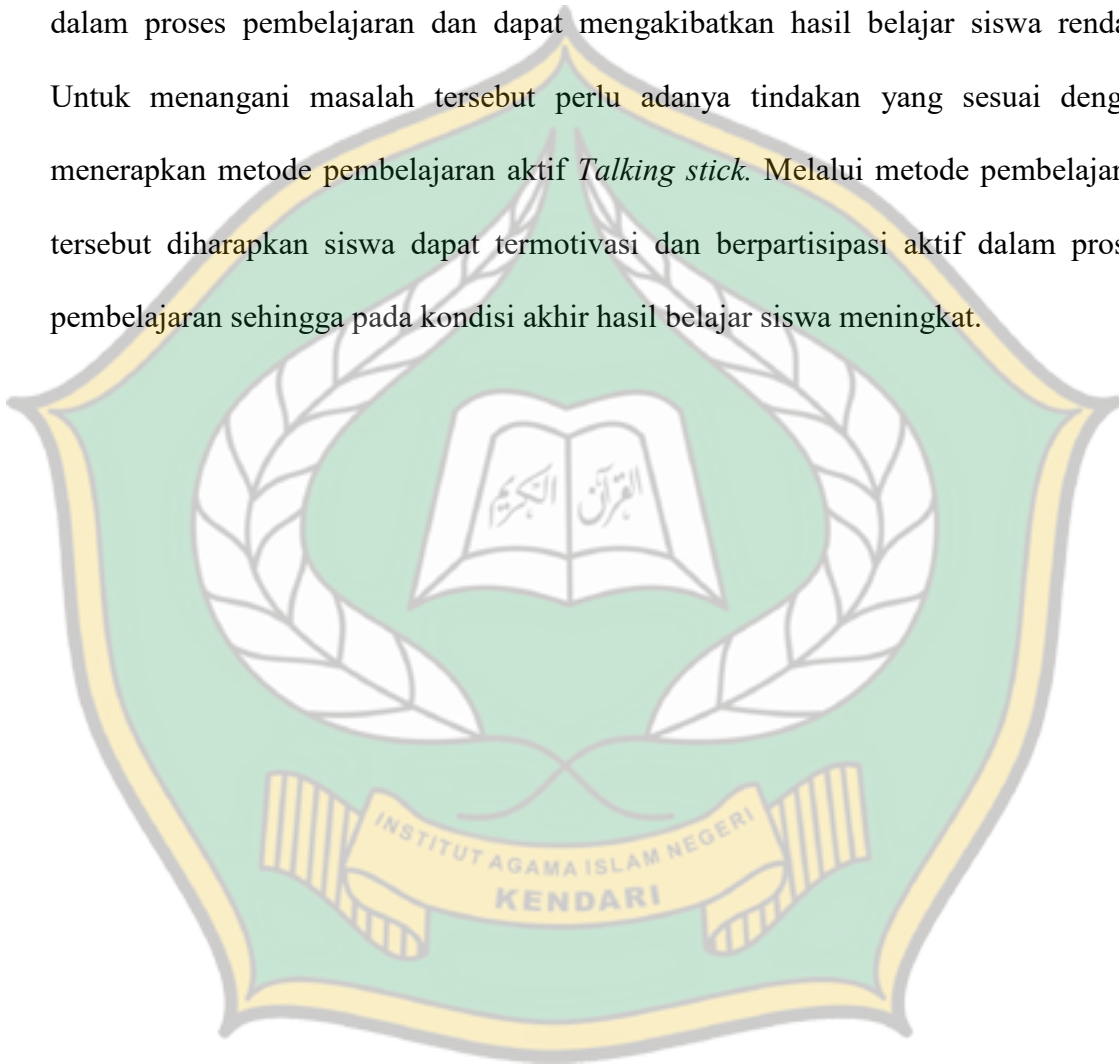 dalam proses pembelajaran dan dapat mengakibatkan hasil belajar siswa renda
Untuk menangani masalah tersebut perlu adanya tindakan yang sesuai deng
menerapkan metode pembelajaran aktif Talking stick. Melalui metode pembelajar
tersebut diharapkan siswa dapat termotivasi dan berpartisipasi aktif dalam pros
pembelajaran sehingga pada kondisi akhir hasil belajar siswa meningkat.
القرآن الكريم
INSTITUT AGAMA ISLAM NEGERI
KENDARI